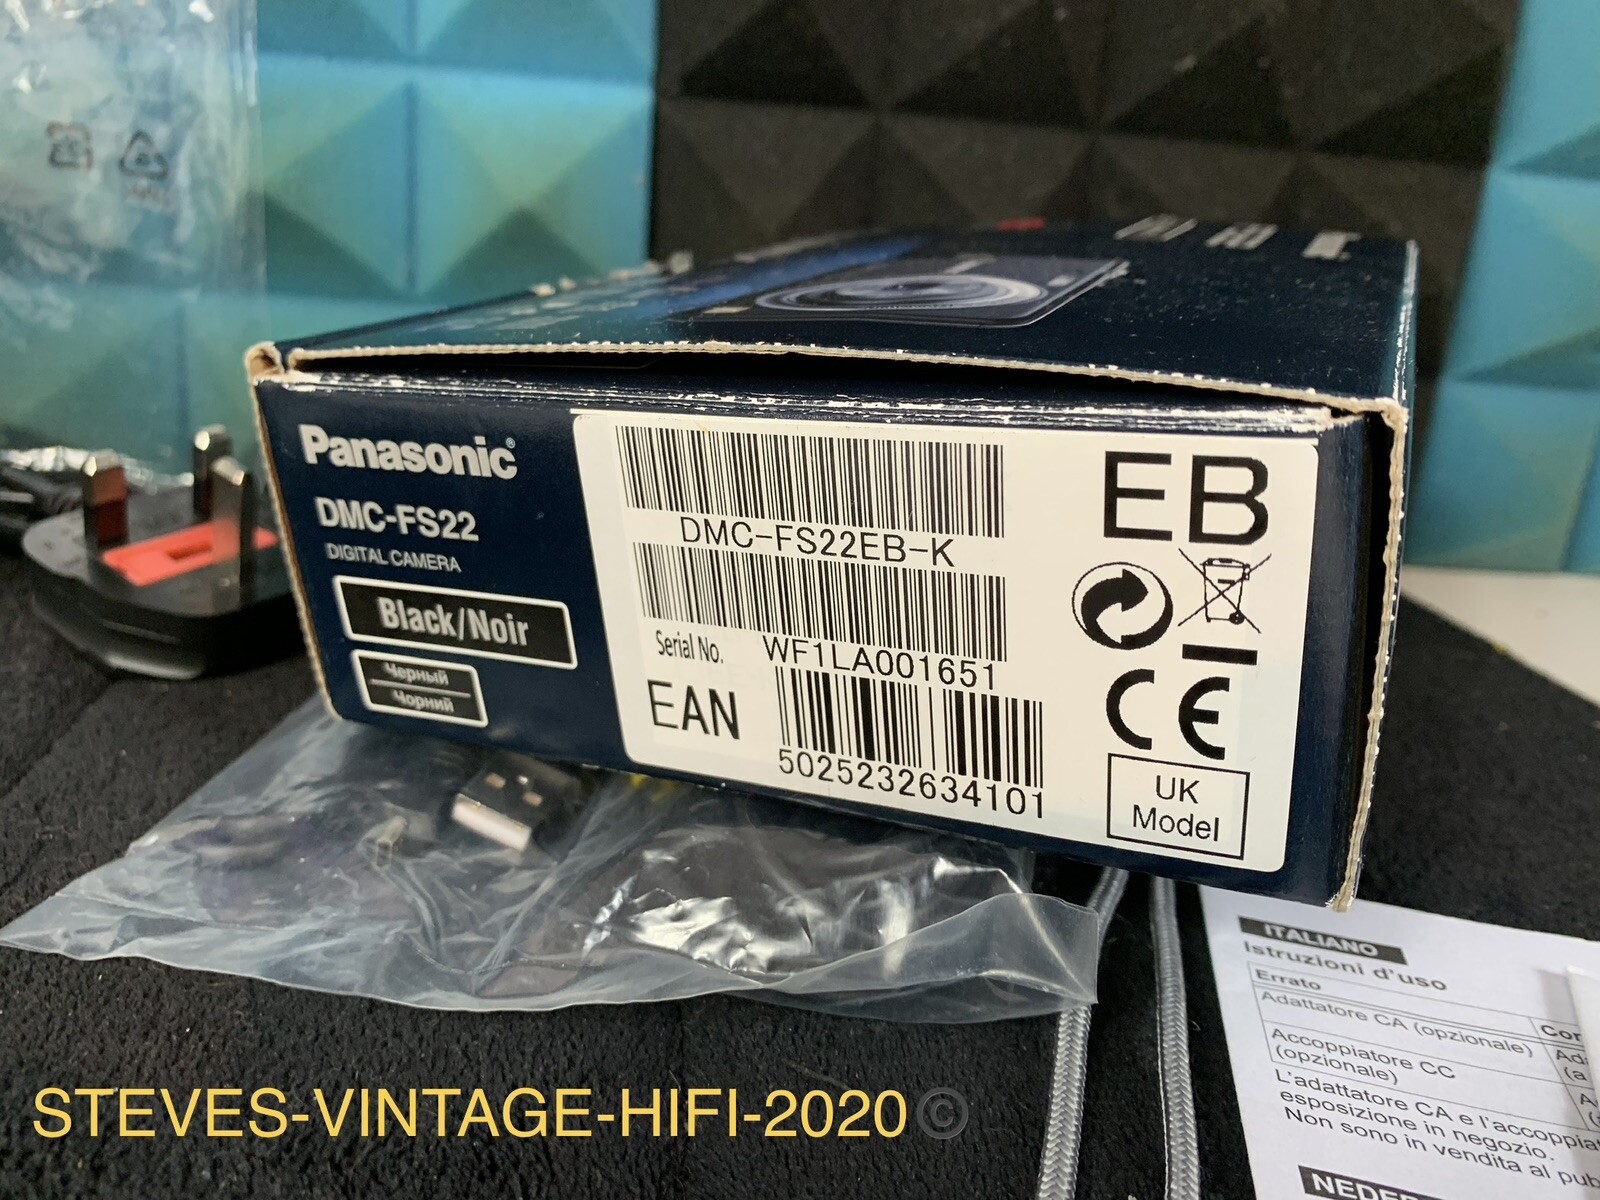 Panasonic®
DMC-FS22
DIGITAL CAMERA
Black/Noir
Черный
Чорний
DMC-FS22EB-K
Serial No. WF1LA001651
EAN
5025232634101
EB
CE
UK
Model
ITALIANO
Istruzioni d'uso
Errato
Adattatore CA (opzionale)
Accoppiatore CC
(opzionale)
L'adattatore CA e l'accoppia
esposizione in negozio.
Non sono in vendita al pub
STEVES-VINTAGE-HIFI-2020©